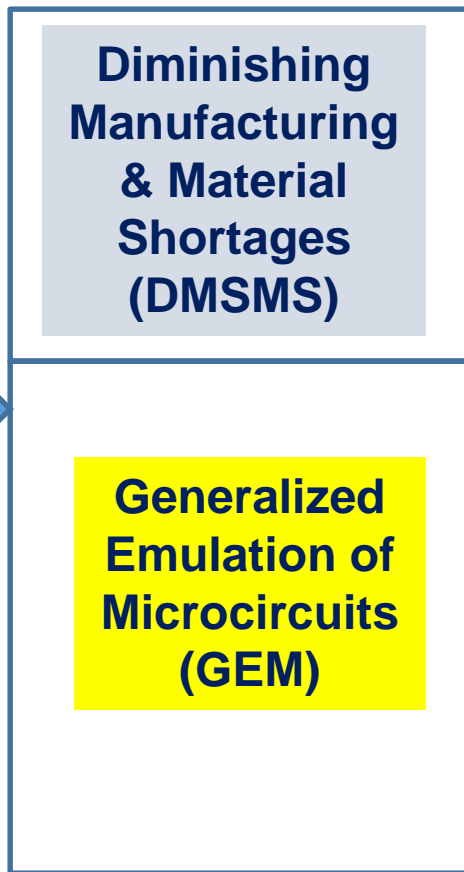 Diminishing
Manufacturing
& Material
Shortages
(DMSMS)
Generalized
Emulation of
Microcircuits
(GEM)